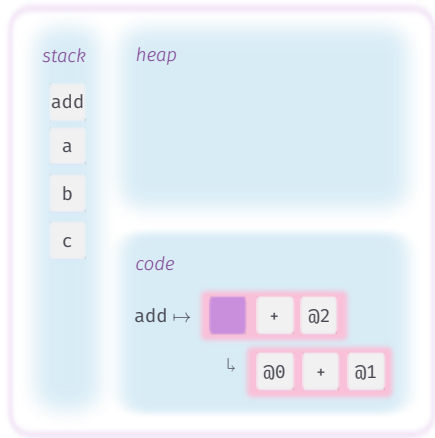 stack
add
a
b
c
heap
code
add ↦ + @2
↳ @0 + @1